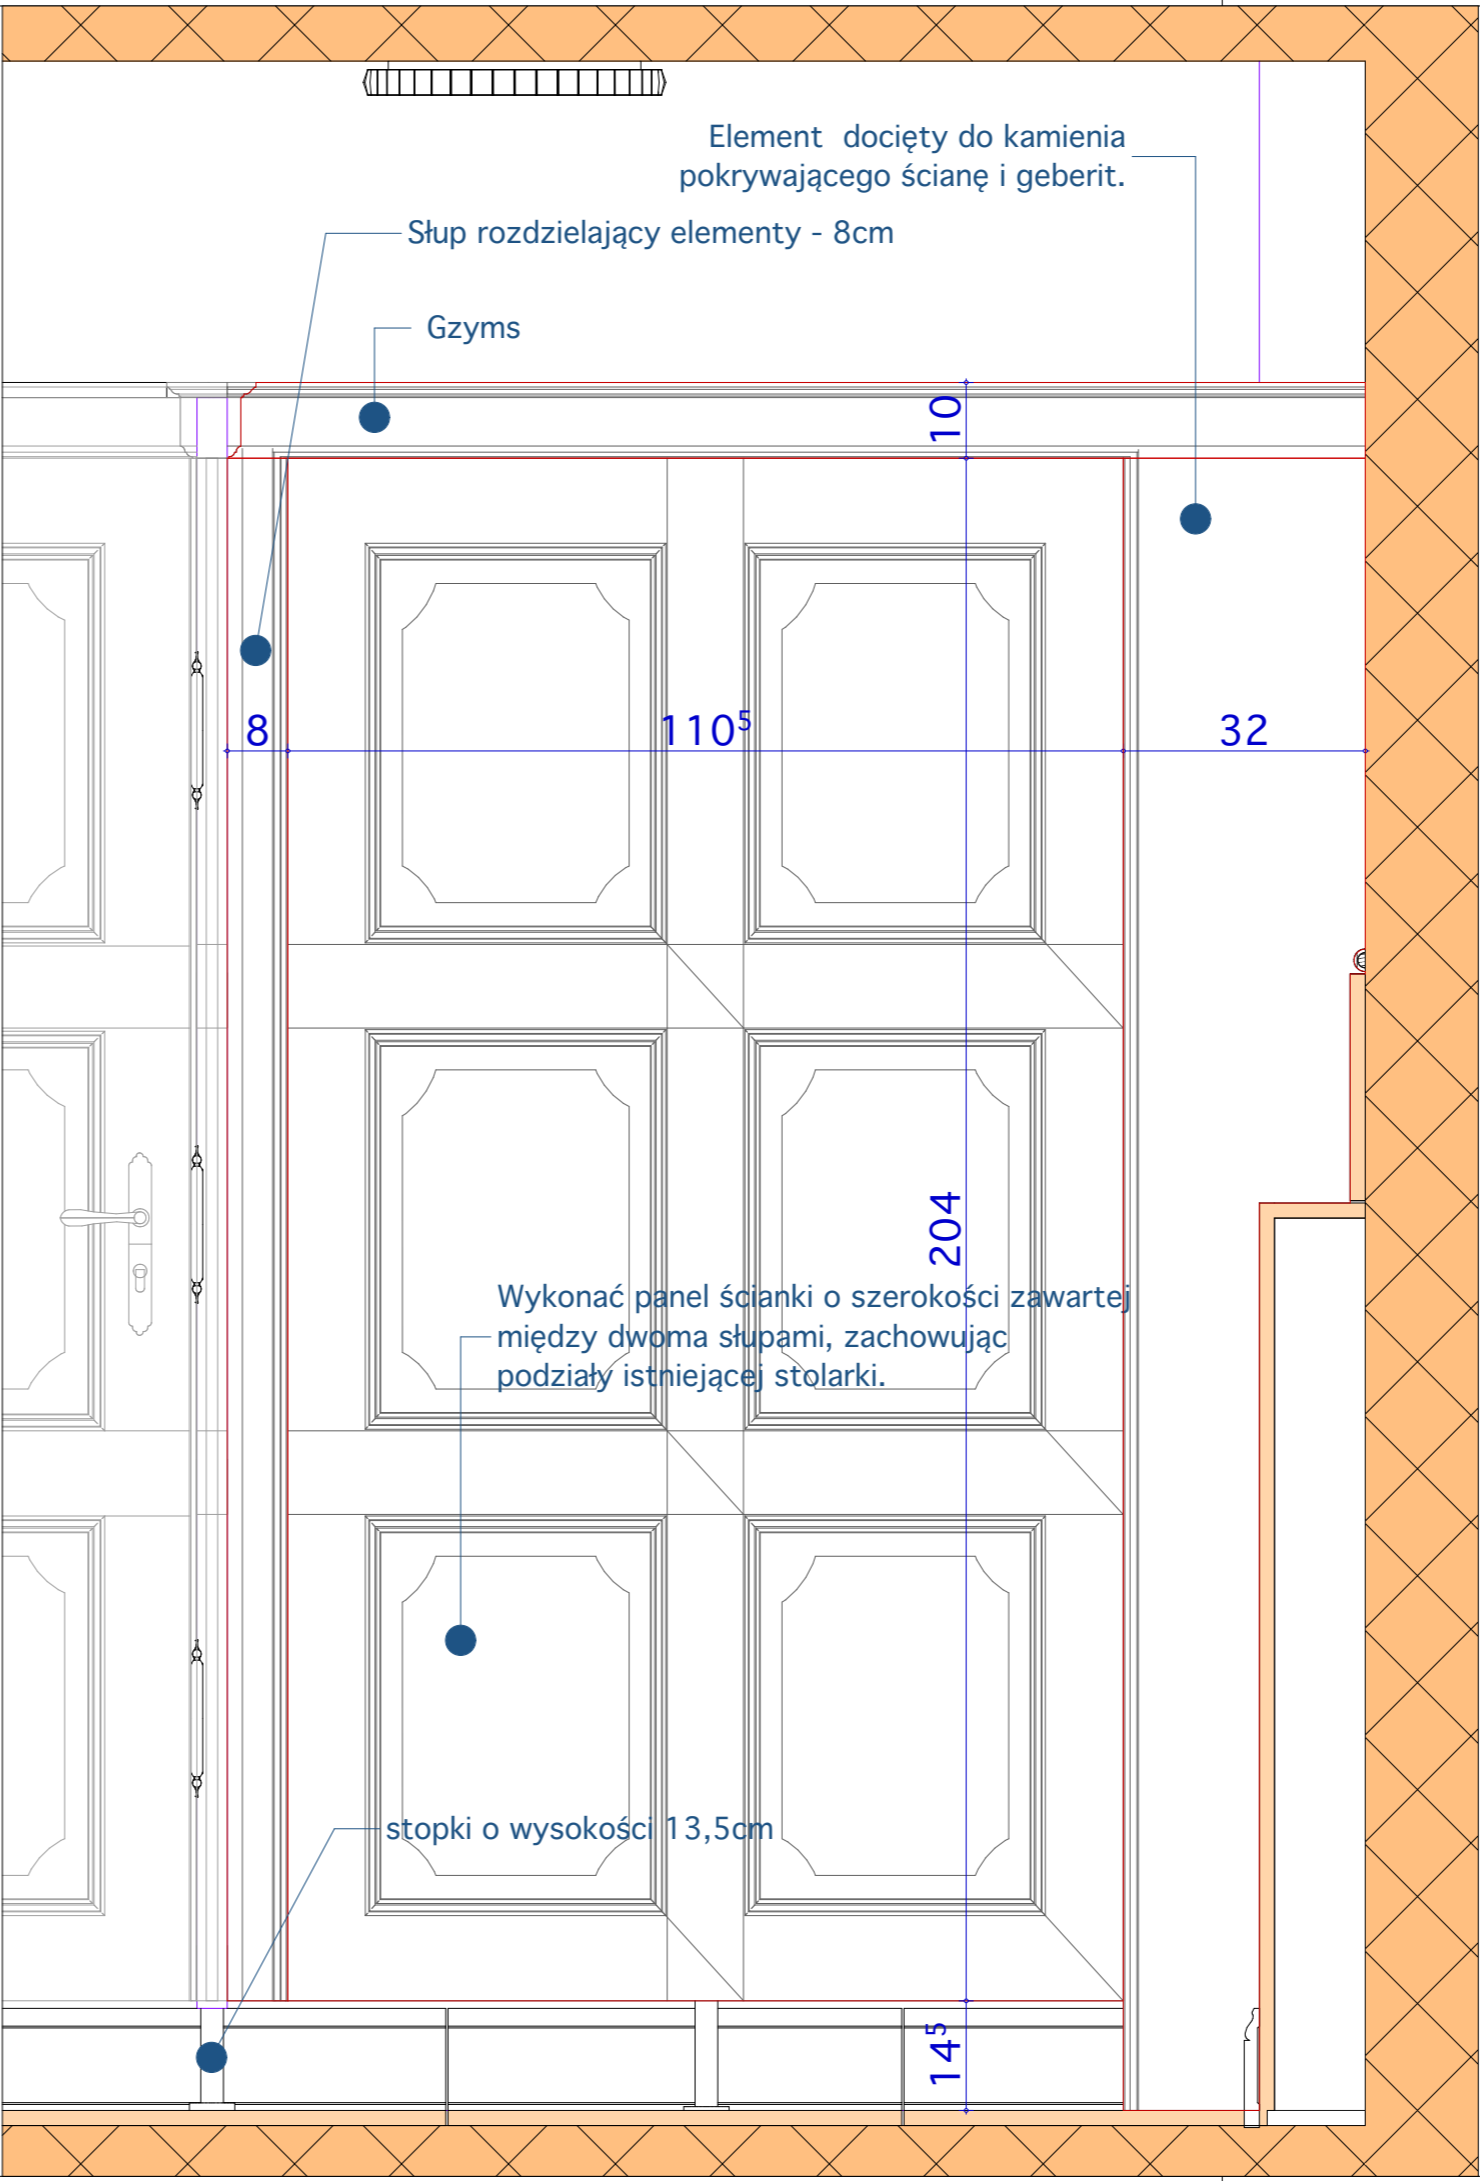 Element  docięty do kamienia
pokrywającego ścianę i geberit.
Słup rozdzielający elementy - 8cm
Gzyms
10
8
110⁵
32
204
Wykonać panel ścianki o szerokości zawartej
między dwoma słupami, zachowując
podziały istniejącej stolarki.
stopki o wysokości 13,5cm
14⁵